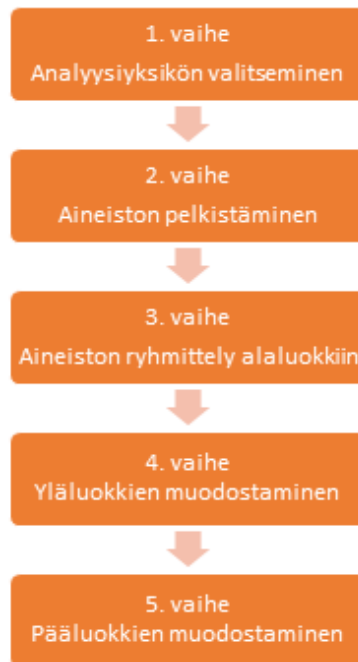 1. vaihe
Analyysiyksikön valitseminen
2. vaihe
Aineiston pelkistäminen
3. vaihe
Aineiston ryhmittely alaluokkiin
4. vaihe
Yläluokkien muodostaminen
5. vaihe
Pääluokkien muodostaminen